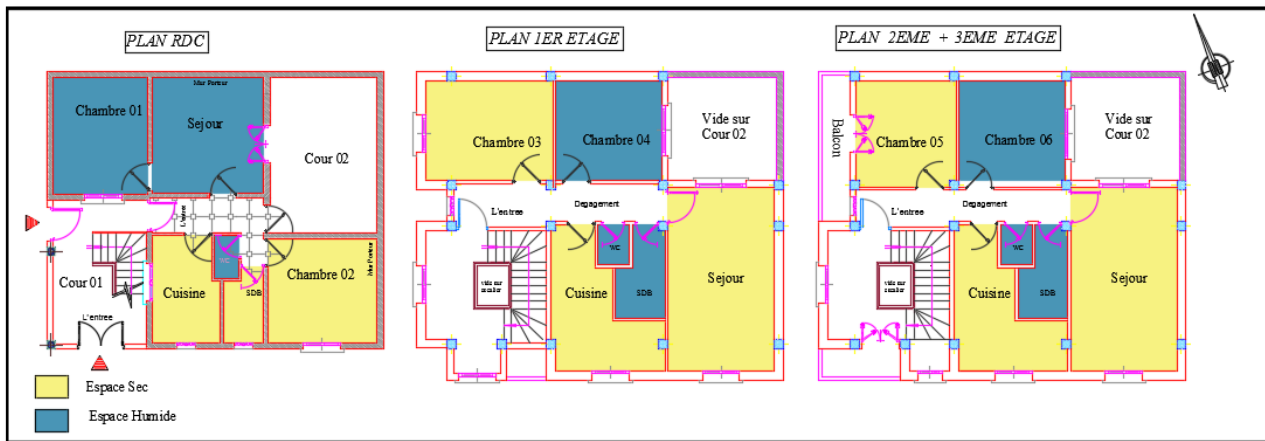 PLAN RDC
PLAN 1ER ETAGE
PLAN 2EME + 3EME ETAGE
Mur Porteur
Chambre 01
Sejour
Cour 02
L'entree
WC
Mur Porteur
Chambre 02
Cour 01
Cuisine
SDB
L'entree
Chambre 03
Chambre 04
Vide sur
Cour 02
L'entree
Degagement
WC
Sejour
vide sur
escalier
Cuisine
SDB
Balcon
Chambre 05
Chambre 06
Vide sur
Cour 02
L'entree
Degagement
WC
Sejour
vide sur
escalier
Cuisine
SDB
Espace Sec
Espace Humide